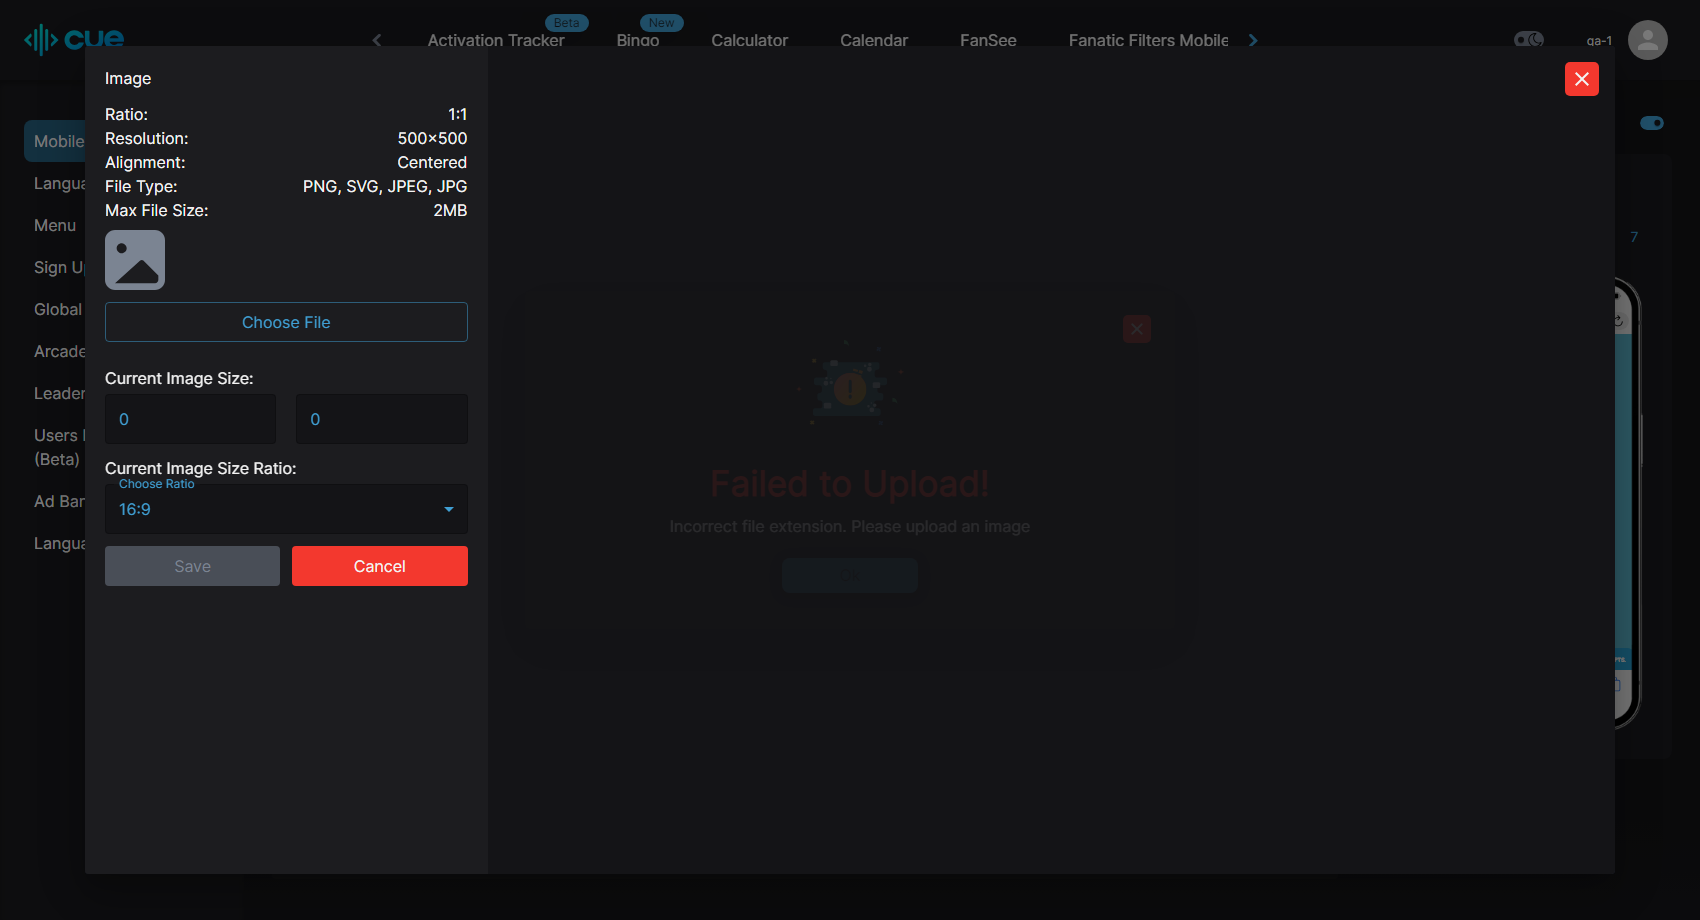 cue
Activation Tracker
Beta
Bingo
New
Calculator
Calendar
FanSee
Fanatic Filters Mobile
qa-1
Mobile
Langua
Menu
Sign Up
Global
Arcade
Leader
Users
(Beta)
Ad Bar
Langua
Image
Ratio: 1:1
Resolution: 500×500
Alignment: Centered
File Type: PNG, SVG, JPEG, JPG
Max File Size: 2MB
Choose File
Current Image Size:
0 0
Current Image Size Ratio:
Choose Ratio
16:9
Save Cancel
Failed to Upload!
Incorrect file extension. Please upload an image
7